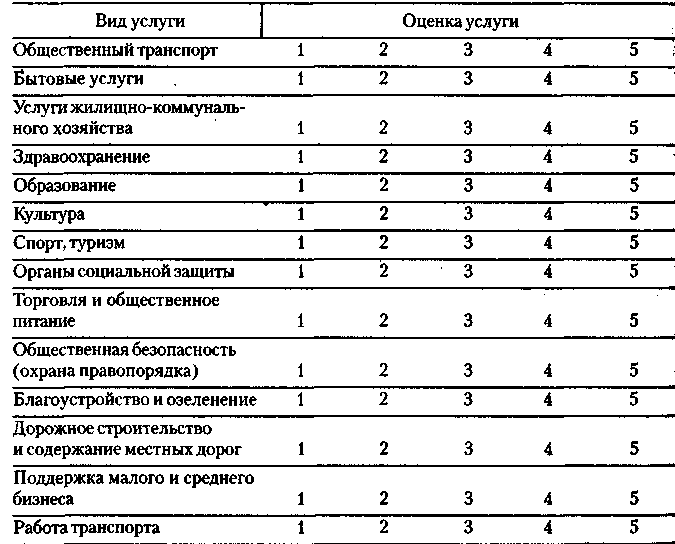 Вид услуги Оценка услуги
Общественный транспорт 1 2 3 4 5
Бытовые услуги 1 2 3 4 5
Услуги жилищно-коммуналь-
ного хозяйства 1 2 3 4 5
Здравоохранение 1 2 3 4 5
Образование 1 2 3 4 5
Культура 1 2 3 4 5
Спорт, туризм 1 2 3 4 5
Органы социальной защиты 1 2 3 4 5
Торговля и общественное
питание 1 2 3 4 5
Общественная безопасность
(охрана правопорядка) 1 2 3 4 5
Благоустройство и озеленение 1 2 3 4 5
Дорожное строительство
и содержание местных дорог 1 2 3 4 5
Поддержка малого и среднего
бизнеса 1 2 3 4 5
Работа транспорта 1 2 3 4 5